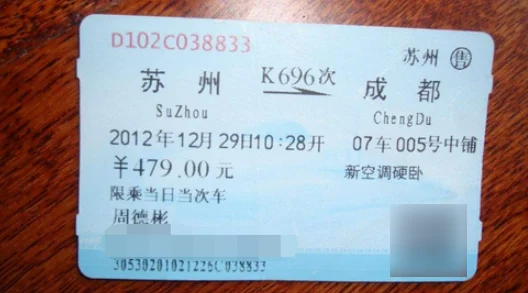 D102C038833 苏州 售
苏州 K696次 成都
SuZhou ChengDu
2012年12月29日10:28开 07车005号中铺
¥479.00元 新空调硬卧
限乘当日当次车
周德彬
30530201021226C038833